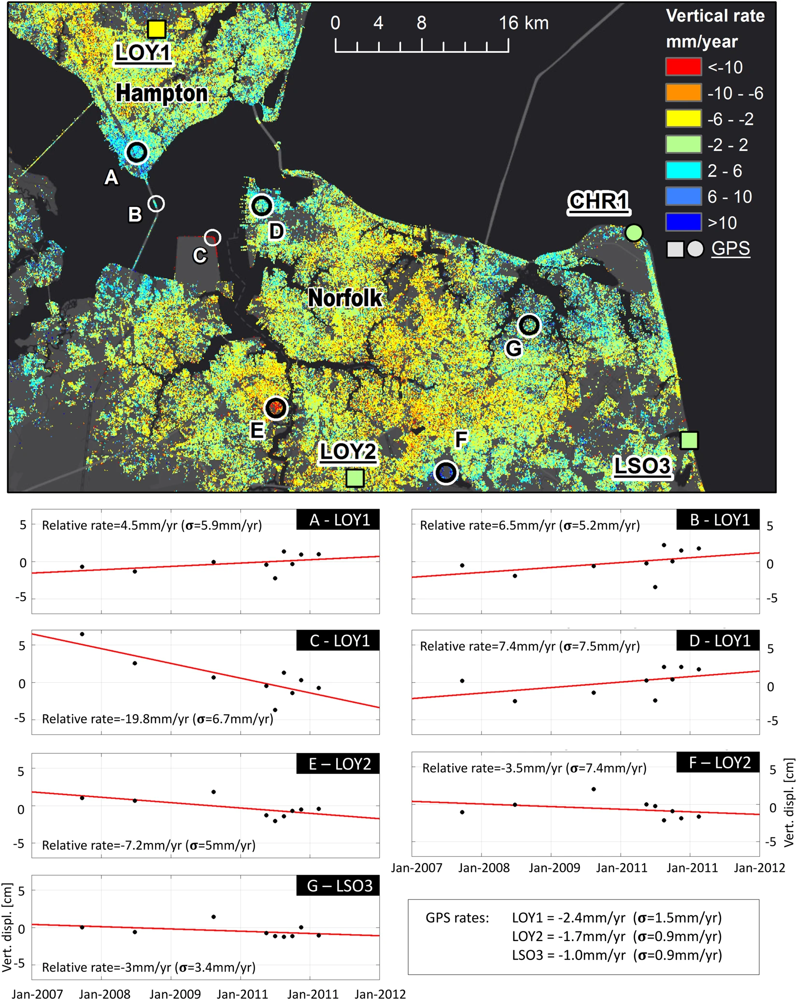 0 4 8 16 km
Vertical rate
mm/year
<-10
-10 - -6
-6 - -2
-2 - 2
2 - 6
6 - 10
>10
GPS
LOY1
Hampton
A
B
C
D
CHR1
Norfolk
G
E
F
LOY2
LSO3
A - LOY1
Relative rate=4.5mm/yr (σ=5.9mm/yr)
5
0
-5
B - LOY1
Relative rate=6.5mm/yr (σ=5.2mm/yr)
5
0
-5
C - LOY1
5
0
-5
Relative rate=-19.8mm/yr (σ=6.7mm/yr)
D - LOY1
Relative rate=7.4mm/yr (σ=7.5mm/yr)
5
0
-5
E – LOY2
5
0
-5
Relative rate=-7.2mm/yr (σ=5mm/yr)
F – LOY2
Relative rate=-3.5mm/yr (σ=7.4mm/yr)
5
0
-5
Vert. displ. [cm]
Jan-2007 Jan-2008 Jan-2009 Jan-2011 Jan-2011 Jan-2012
G – LSO3
5
0
-5
Vert. displ. [cm]
Relative rate=-3mm/yr (σ=3.4mm/yr)
Jan-2007 Jan-2008 Jan-2009 Jan-2011 Jan-2011 Jan-2012
GPS rates: LOY1 = -2.4mm/yr (σ=1.5mm/yr)
LOY2 = -1.7mm/yr (σ=0.9mm/yr)
LSO3 = -1.0mm/yr (σ=0.9mm/yr)